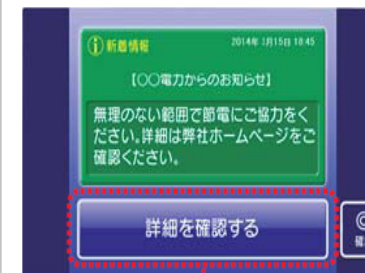 新着情報
2014年 1月15日 18:45
【○○電力からのお知らせ】
無理のない範囲で節電にご協力をく
ださい。詳細は弊社ホームページをご
確認ください。
詳細を確認する